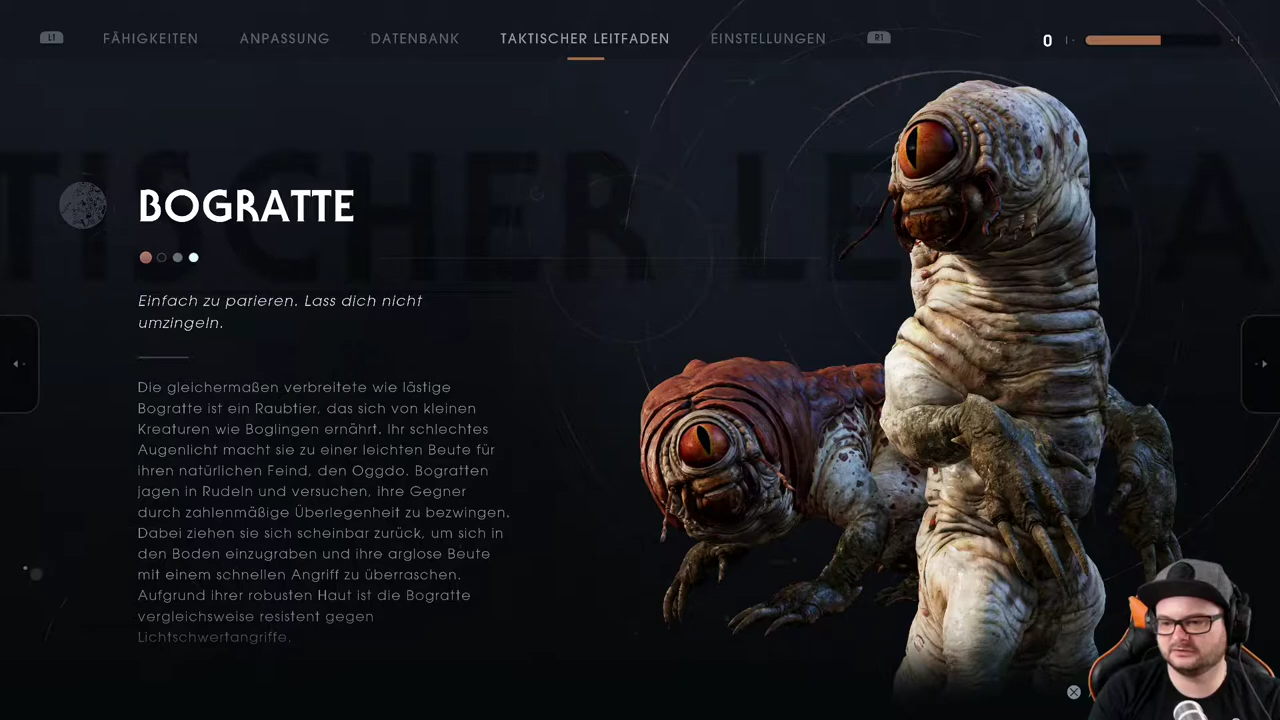 L1 FÄHIGKEITEN ANPASSUNG DATENBANK TAKTISCHER LEITFADEN EINSTELLUNGEN R1 0
BOGRATTE
Einfach zu parieren. Lass dich nicht
umzingeln.
Die gleichermaßen verbreitete wie lästige
Bogratte ist ein Raubtier, das sich von kleinen
Kreaturen wie Boglingen ernährt. Ihr schlechtes
Augenlicht macht sie zu einer leichten Beute für
ihren natürlichen Feind, den Oggdo. Bogratten
jagen in Rudeln und versuchen, ihre Gegner
durch zahlenmäßige Überlegenheit zu bezwingen.
Dabei ziehen sie sich scheinbar zurück, um sich in
den Boden einzugraben und ihre arglose Beute
mit einem schnellen Angriff zu überraschen.
Aufgrund ihrer robusten Haut ist die Bogratte
vergleichsweise resistent gegen
Lichtschwertangriffe.